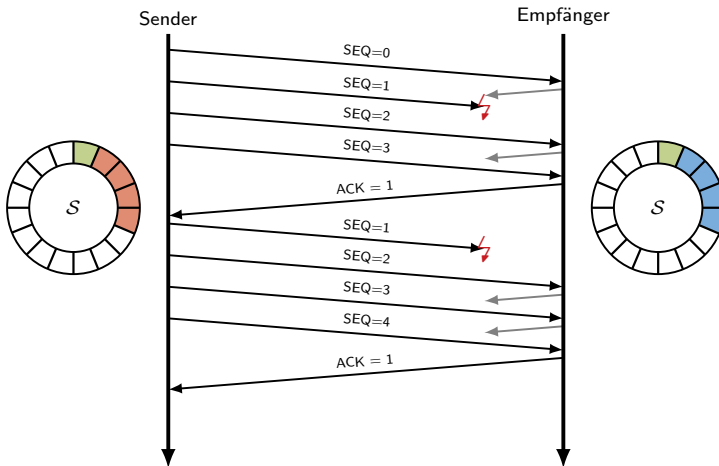 Sender
Empfänger
SEQ=0
SEQ=1
SEQ=2
SEQ=3
ACK = 1
S
S
SEQ=1
SEQ=2
SEQ=3
SEQ=4
ACK = 1